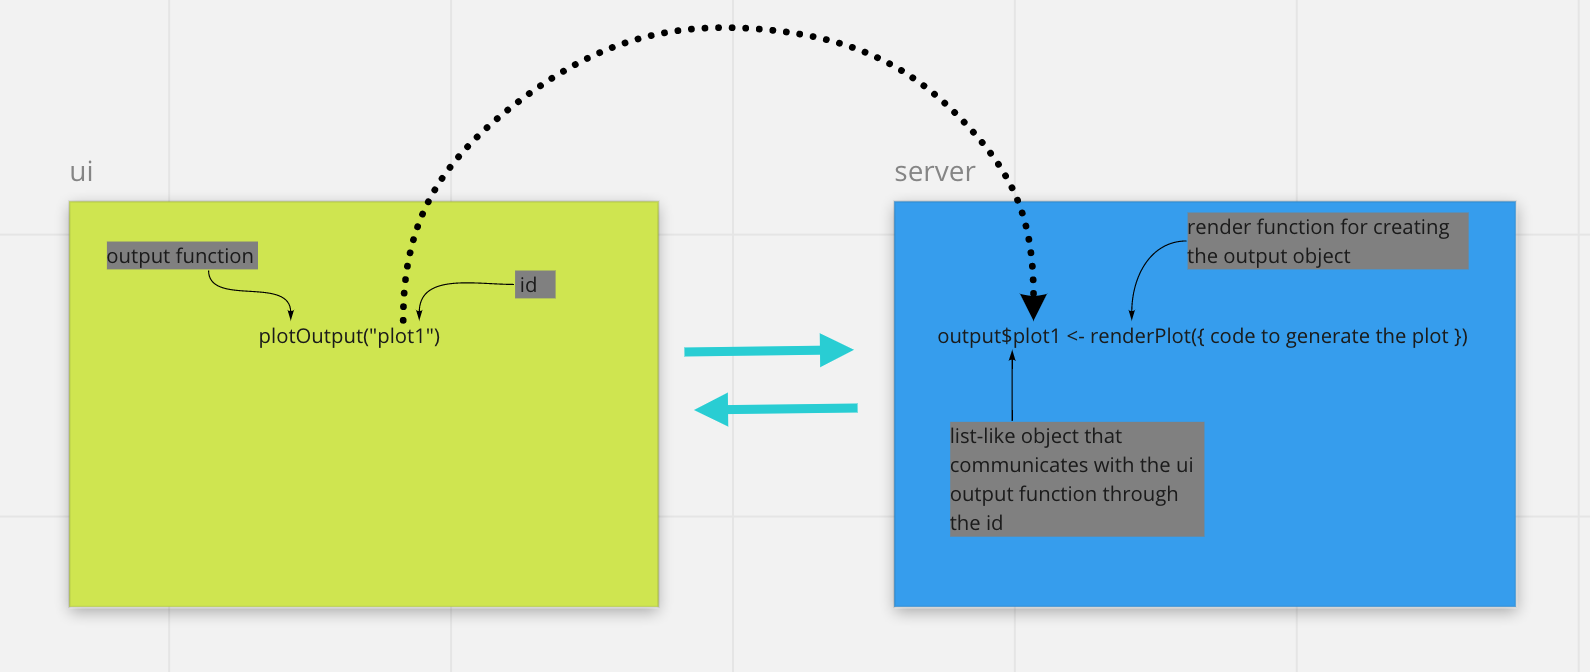 ui
output function
id
plotOutput("plot1")
server
render function for creating
the output object
output$plot1 <- renderPlot({ code to generate the plot })
list-like object that
communicates with the ui
output function through
the id